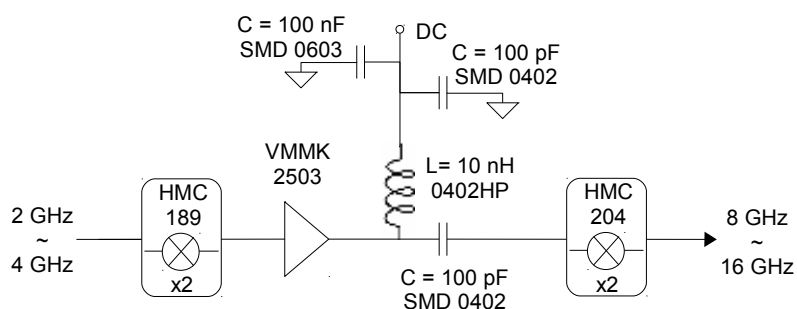 C = 100 nF
SMD 0603
DC
C = 100 pF
SMD 0402
VMMK
2503
L= 10 nH
0402HP
2 GHz
~
4 GHz
HMC
189
x2
C = 100 pF
SMD 0402
HMC
204
x2
8 GHz
~
16 GHz